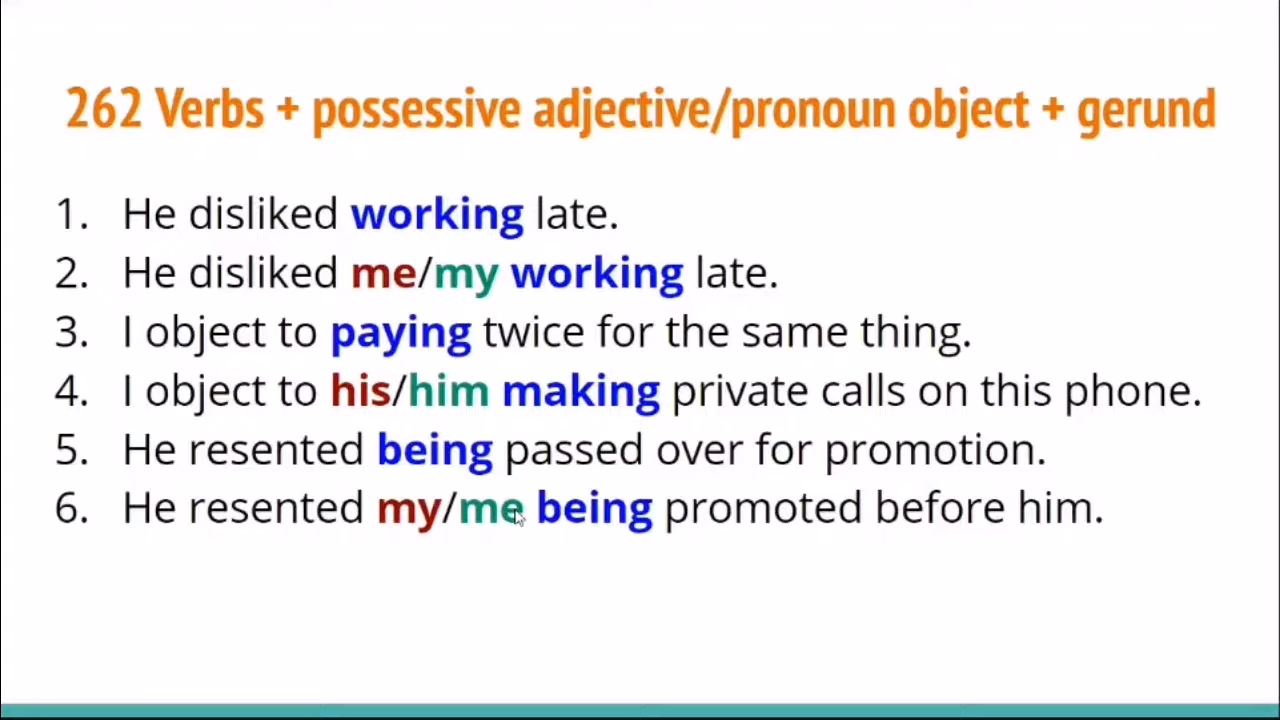 262 Verbs + possessive adjective/pronoun object + gerund
1. He disliked working late.
2. He disliked me/my working late.
3. I object to paying twice for the same thing.
4. I object to his/him making private calls on this phone.
5. He resented being passed over for promotion.
6. He resented my/me being promoted before him.